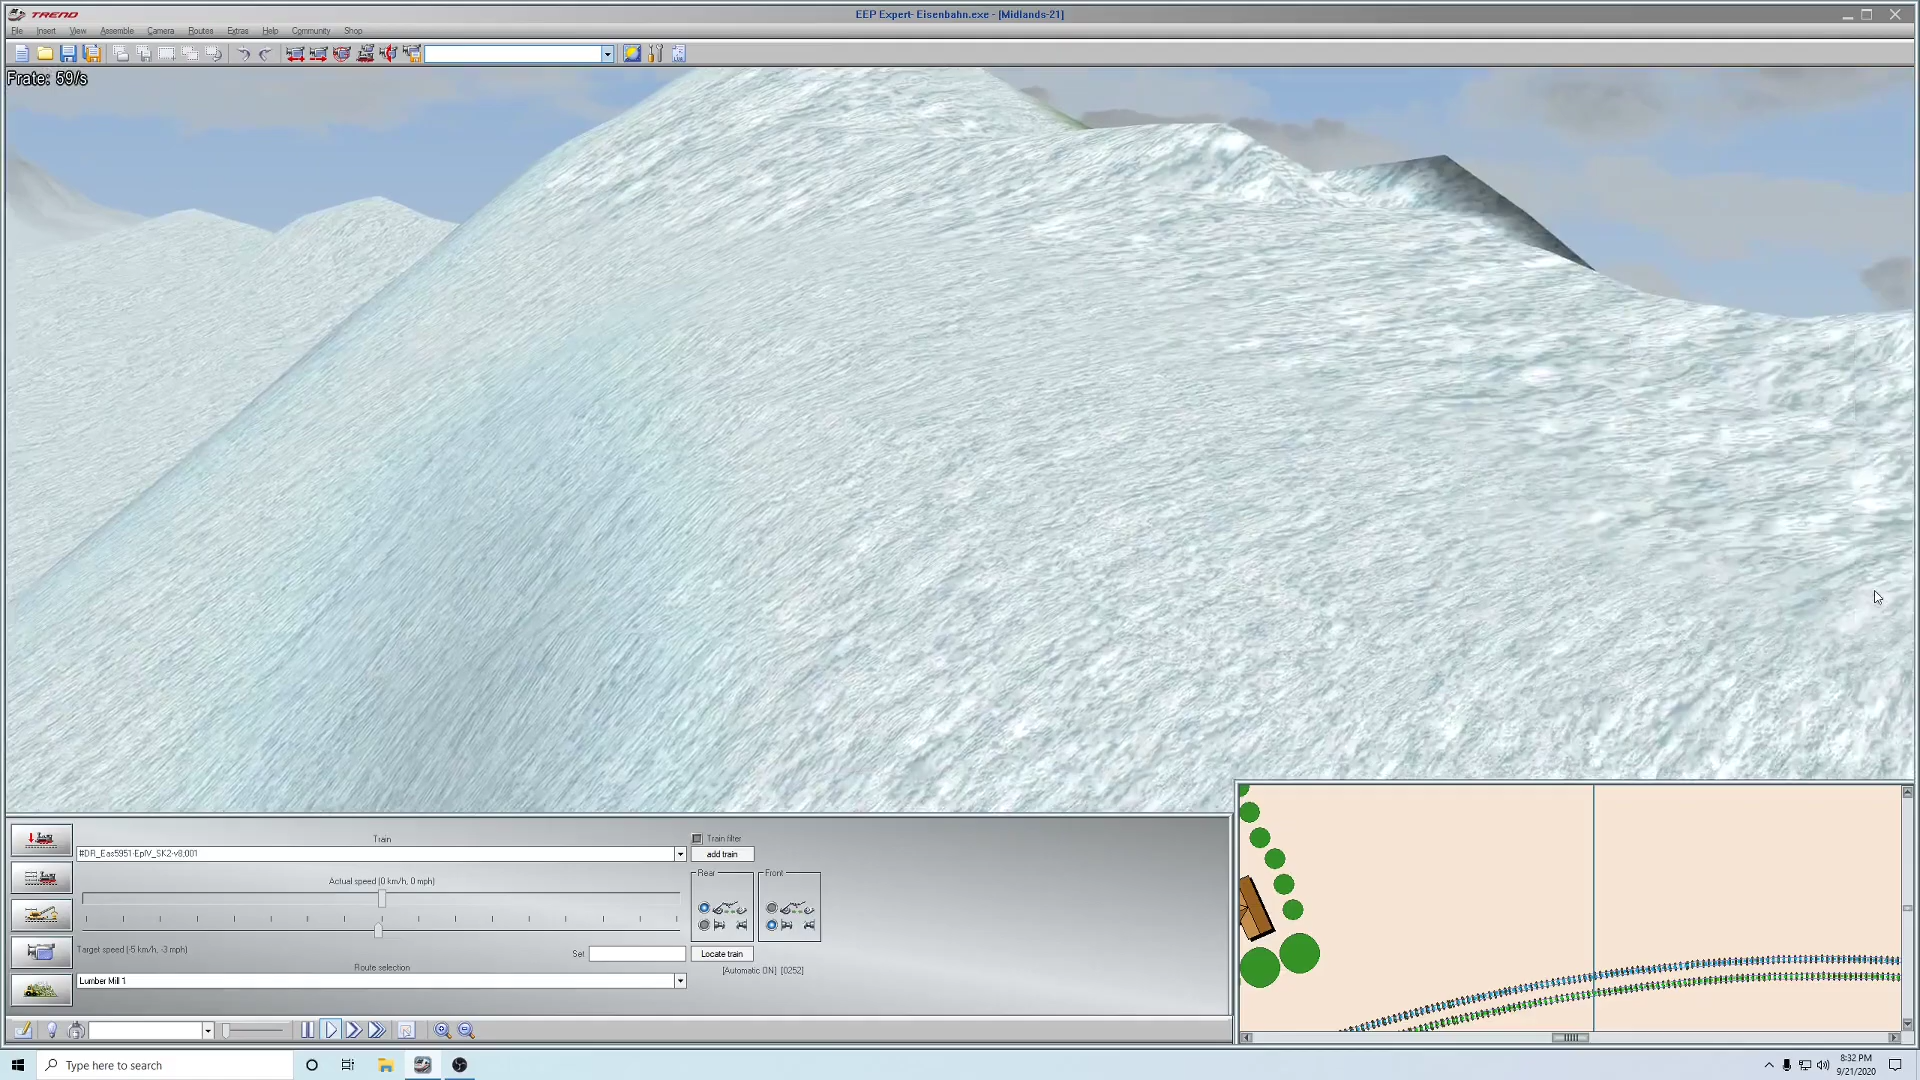 TREND
EEP Expert- Eisenbahn.exe - [Midlands-21]
File Insert View Assemble Camera Routes Extras Help Community Shop
Frate: 59/s
Train
Train filter
#DR_Eas5951-EpIV_SK2-v8;001
add train
Rear
Front
Actual speed (0 km/h, 0 mph)
Target speed (-5 km/h, -3 mph)
Set
Locate train
Route selection
[Automatic ON] [0252]
Lumber Mill 1
Type here to search
8:32 PM
9/21/2020